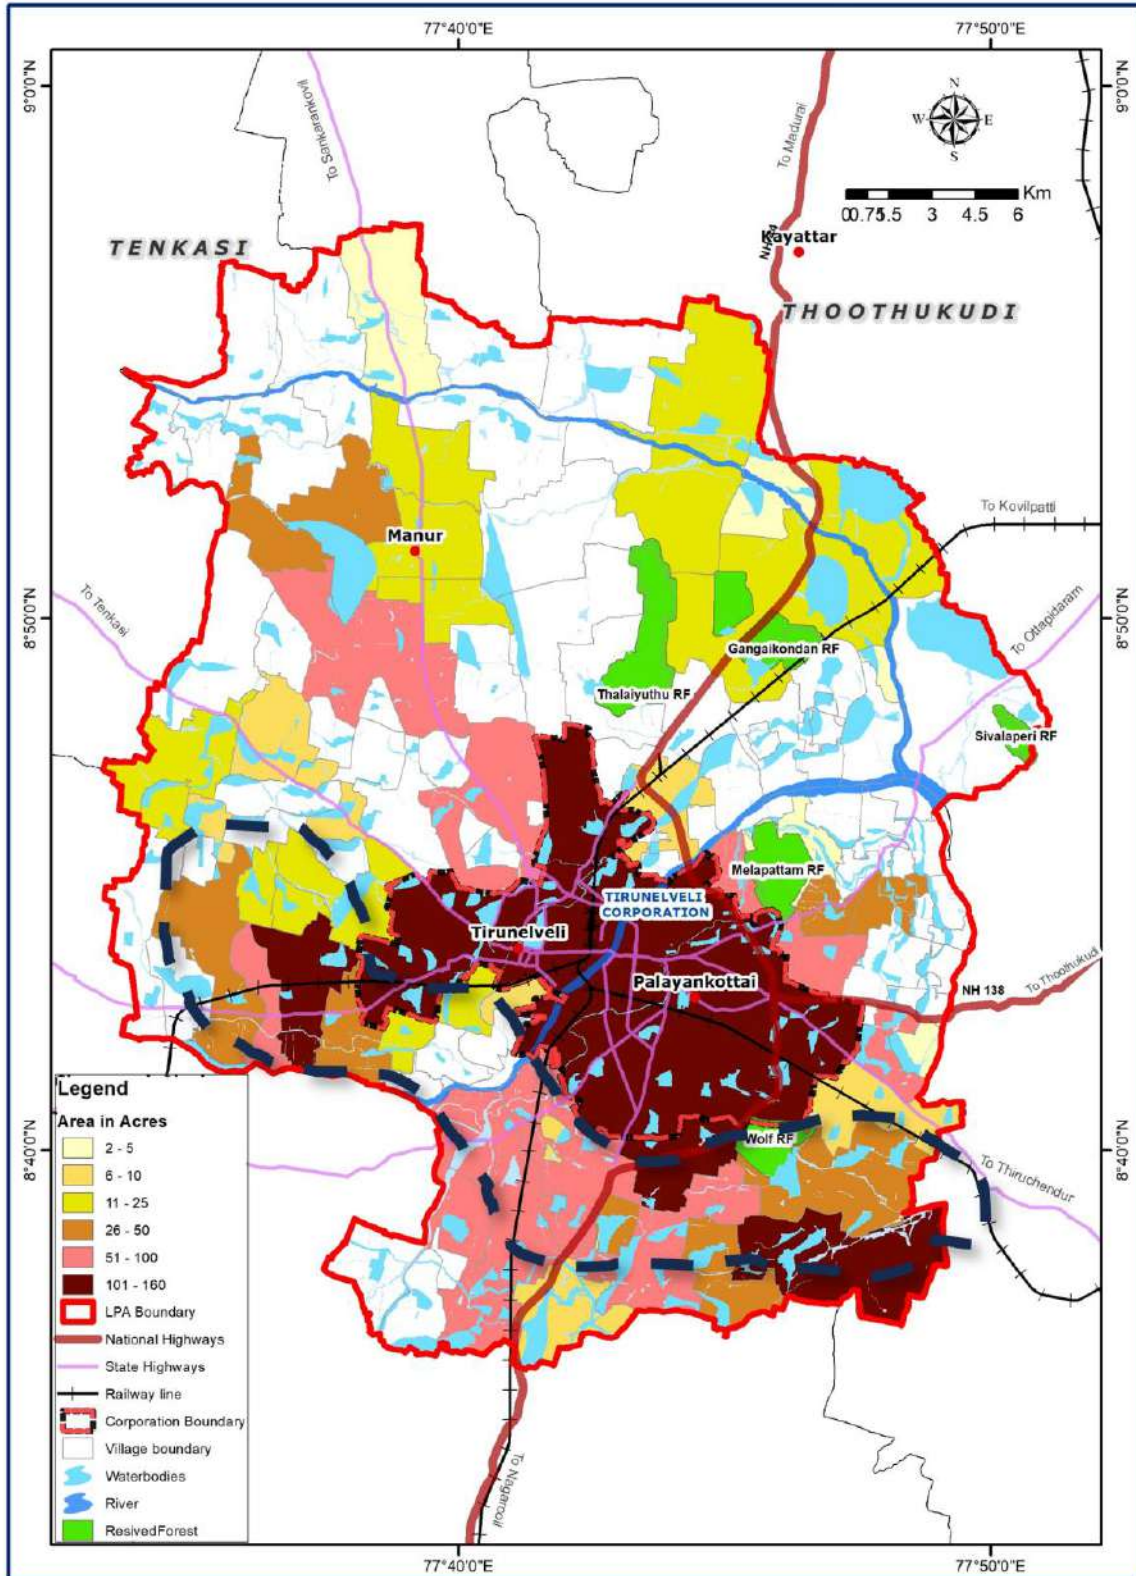 77°40'0"E
77°50'0"E
9°0'0"N
9°0'0"N
N
W
E
S
Km
0
0.75
1.5
3
4.5
6
To Sankarankovil
To Madurai
TENKASI
Kayattar
THOOTHUKUDI
To Kovilpatti
Manur
To Tenkasi
8°50'0"N
8°50'0"N
To Ottapidaram
Gangaikondan RF
Thalaiyuthu RF
Sivalaperi RF
Melapattam RF
TIRUNELVELI
CORPORATION
Tirunelveli
Palayankottai
NH 138
To Thoothukudi
Wolf RF
8°40'0"N
8°40'0"N
To Thiruchendur
To Nagarooil
Legend
Area in Acres
2 - 5
6 - 10
11 - 25
26 - 50
51 - 100
101 - 160
LPA Boundary
National Highways
State Highways
Railway line
Corporation Boundary
Village boundary
Waterbodies
River
ResivedForest
77°40'0"E
77°50'0"E